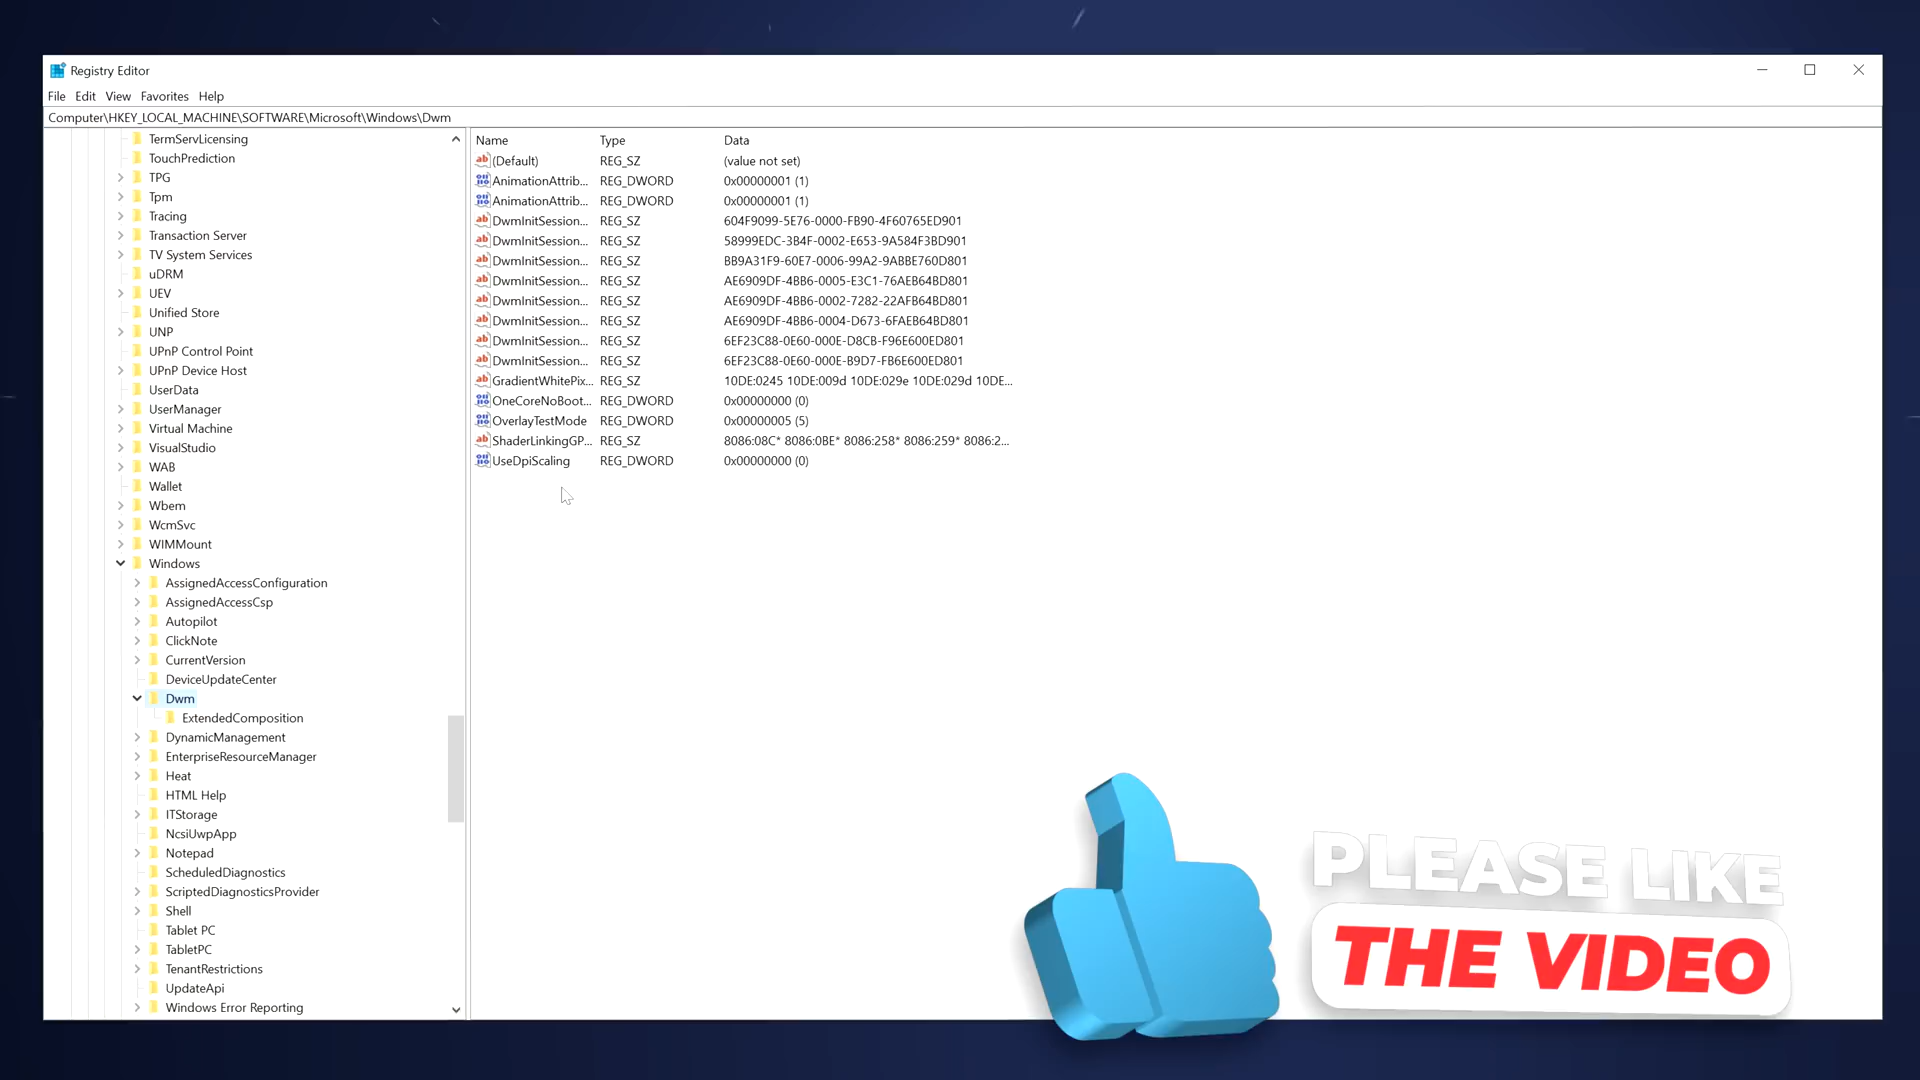 Registry Editor
File Edit View Favorites Help
Computer\HKEY_LOCAL_MACHINE\SOFTWARE\Microsoft\Windows\Dwm
TermServLicensing
TouchPrediction
TPG
Tpm
Tracing
Transaction Server
TV System Services
uDRM
UEV
Unified Store
UNP
UPnP Control Point
UPnP Device Host
UserData
UserManager
Virtual Machine
VisualStudio
WAB
Wallet
Wbem
WcmSvc
WIMMount
Windows
AssignedAccessConfiguration
AssignedAccessCsp
Autopilot
ClickNote
CurrentVersion
DeviceUpdateCenter
Dwm
ExtendedComposition
DynamicManagement
EnterpriseResourceManager
Heat
HTML Help
ITStorage
NcsiUwpApp
Notepad
ScheduledDiagnostics
ScriptedDiagnosticsProvider
Shell
Tablet PC
TabletPC
TenantRestrictions
UpdateApi
Windows Error Reporting
Name Type Data
(Default) REG_SZ (value not set)
AnimationAttrib... REG_DWORD 0x00000001 (1)
AnimationAttrib... REG_DWORD 0x00000001 (1)
DwmInitSession... REG_SZ 604F9099-5E76-0000-FB90-4F60765ED901
DwmInitSession... REG_SZ 58999EDC-3B4F-0002-E653-9A584F3BD901
DwmInitSession... REG_SZ BB9A31F9-60E7-0006-99A2-9ABBE760D801
DwmInitSession... REG_SZ AE6909DF-4BB6-0005-E3C1-76AEB64BD801
DwmInitSession... REG_SZ AE6909DF-4BB6-0002-7282-22AFB64BD801
DwmInitSession... REG_SZ AE6909DF-4BB6-0004-D673-6FAEB64BD801
DwmInitSession... REG_SZ 6EF23C88-0E60-000E-D8CB-F96E600ED801
DwmInitSession... REG_SZ 6EF23C88-0E60-000E-B9D7-FB6E600ED801
GradientWhitePix... REG_SZ 10DE:0245 10DE:009d 10DE:029e 10DE:029d 10DE...
OneCoreNoBoot... REG_DWORD 0x00000000 (0)
OverlayTestMode REG_DWORD 0x00000005 (5)
ShaderLinkingGP... REG_SZ 8086:08C* 8086:0BE* 8086:258* 8086:259* 8086:2...
UseDpiScaling REG_DWORD 0x00000000 (0)
PLEASE LIKE
THE VIDEO